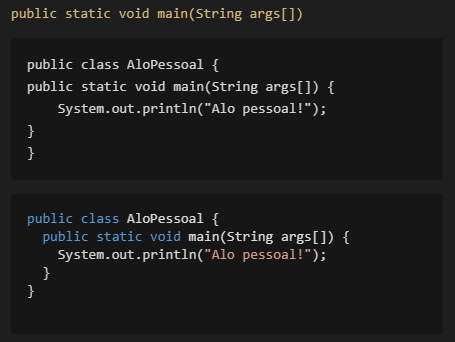 public static void main(String args[])
public class AloPessoal {
public static void main(String args[]) {
    System.out.println("Alo pessoal!");
}
}
public class AloPessoal {
  public static void main(String args[]) {
    System.out.println("Alo pessoal!");
  }
}